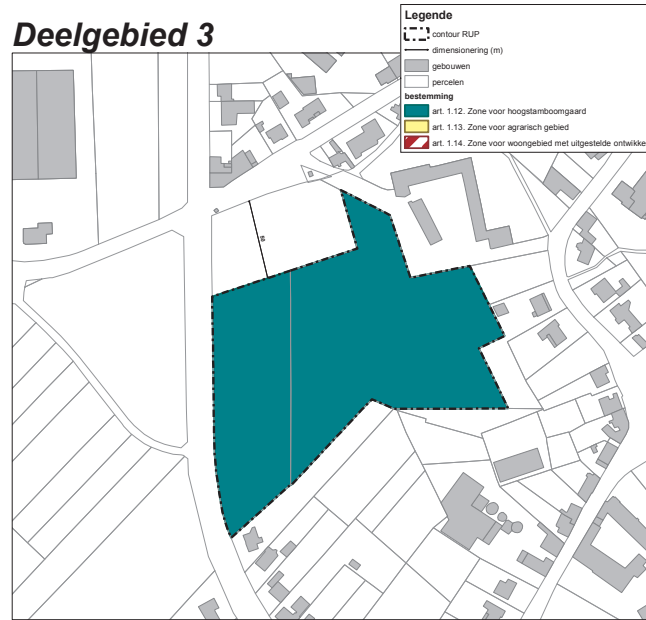 Deelgebied 3
Legende
contour RUP
dimensionering (m)
gebouwen
percelen
bestemming
art. 1.12. Zone voor hoogstamboomgaard
art. 1.13. Zone voor agrarisch gebied
art. 1.14. Zone voor woongebied met uitgestelde ontwikke